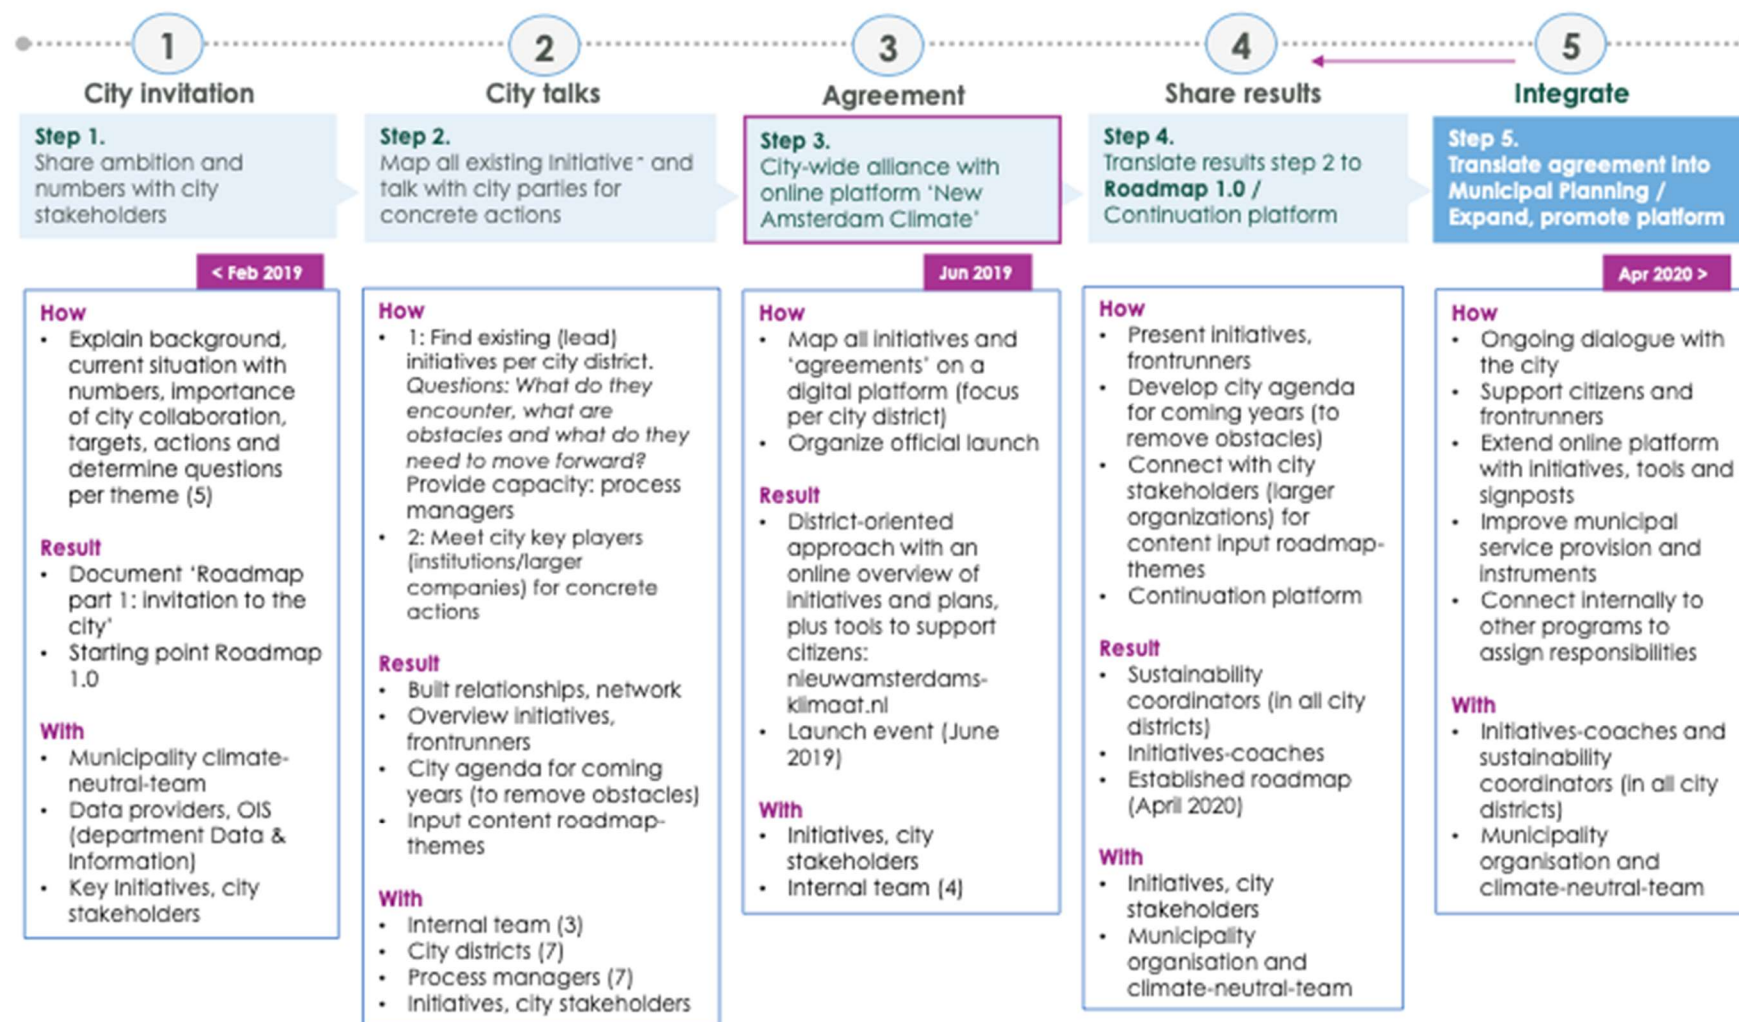 1
City invitation
Step 1.
Share ambition and
numbers with city
stakeholders
< Feb 2019
How
• Explain background,
current situation with
numbers, importance
of city collaboration,
targets, actions and
determine questions
per theme (5)
Result
• Document ‘Roadmap
part 1: invitation to the
city’
• Starting point Roadmap
1.0
With
• Municipality climate-
neutral-team
• Data providers, OIS
(department Data &
Information)
• Key Initiatives, city
stakeholders
2
City talks
Step 2.
Map all existing Initiative" and
talk with city parties for
concrete actions
How
• 1: Find existing (lead)
initiatives per city district.
Questions: What do they
encounter, what are
obstacles and what do they
need to move forward?
Provide capacity: process
managers
• 2: Meet city key players
(institutions/larger
companies) for concrete
actions
Result
• Built relationships, network
• Overview initiatives,
frontrunners
• City agenda for coming
years (to remove obstacles)
• Input content roadmap-
themes
With
• Internal team (3)
• City districts (7)
• Process managers (7)
• Initiatives, city stakeholders
3
Agreement
Step 3.
City-wide alliance with
online platform ‘New
Amsterdam Climate’
Jun 2019
How
• Map all initiatives and
‘agreements’ on a
digital platform (focus
per city district)
• Organize official launch
Result
• District-oriented
approach with an
online overview of
initiatives and plans,
plus tools to support
citizens:
nieuwamsterdams-
klimaat.nl
• Launch event (June
2019)
With
• Initiatives, city
stakeholders
• Internal team (4)
4
Share results
Step 4.
Translate results step 2 to
Roadmap 1.0 /
Continuation platform
How
• Present initiatives,
frontrunners
• Develop city agenda
for coming years (to
remove obstacles)
• Connect with city
stakeholders (larger
organizations) for
content input roadmap-
themes
• Continuation platform
Result
• Sustainability
coordinators (in all city
districts)
• Initiatives-coaches
• Established roadmap
(April 2020)
With
• Initiatives, city
stakeholders
• Municipality
organisation and
climate-neutral-team
5
Integrate
Step 5.
Translate agreement into
Municipal Planning /
Expand, promote platform
Apr 2020 >
How
• Ongoing dialogue with
the city
• Support citizens and
frontrunners
• Extend online platform
with initiatives, tools and
signposts
• Improve municipal
service provision and
instruments
• Connect internally to
other programs to
assign responsibilities
With
• Initiatives-coaches and
sustainability
coordinators (in all city
districts)
• Municipality
organisation and
climate-neutral-team